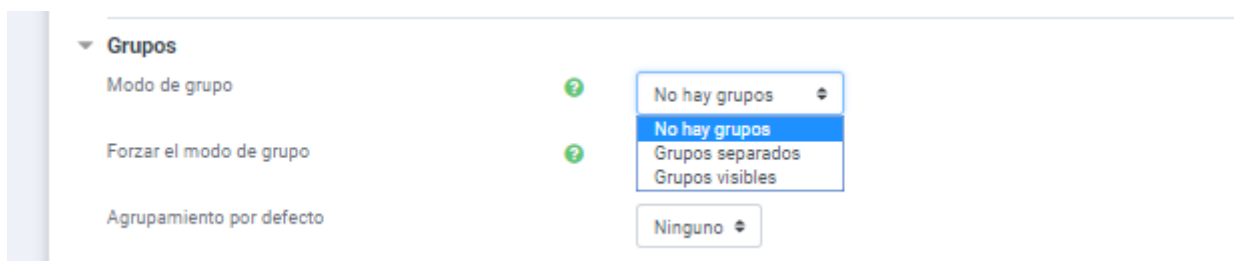 Grupos
Modo de grupo
No hay grupos
No hay grupos
Grupos separados
Grupos visibles
Forzar el modo de grupo
Agrupamiento por defecto
Ninguno